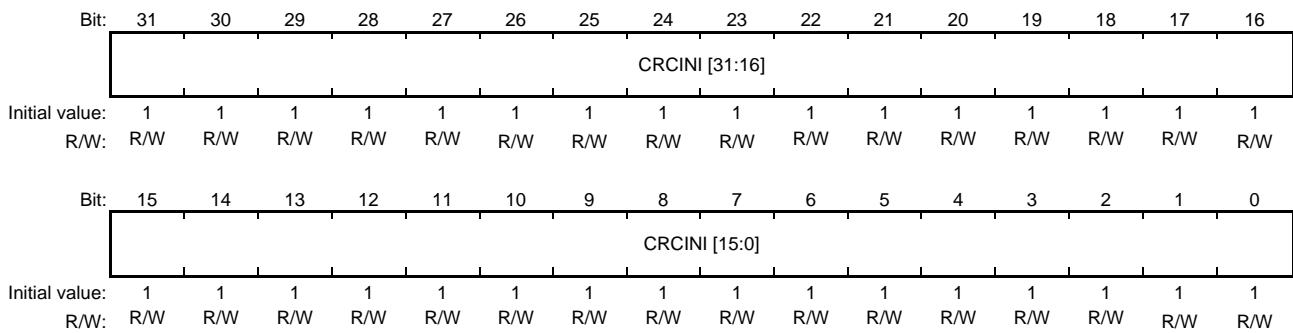 Bit: 31 30 29 28 27 26 25 24 23 22 21 20 19 18 17 16
CRCINI [31:16]
Initial value: 1 1 1 1 1 1 1 1 1 1 1 1 1 1 1 1
R/W: R/W R/W R/W R/W R/W R/W R/W R/W R/W R/W R/W R/W R/W R/W R/W R/W
Bit: 15 14 13 12 11 10 9 8 7 6 5 4 3 2 1 0
CRCINI [15:0]
Initial value: 1 1 1 1 1 1 1 1 1 1 1 1 1 1 1 1
R/W: R/W R/W R/W R/W R/W R/W R/W R/W R/W R/W R/W R/W R/W R/W R/W R/W